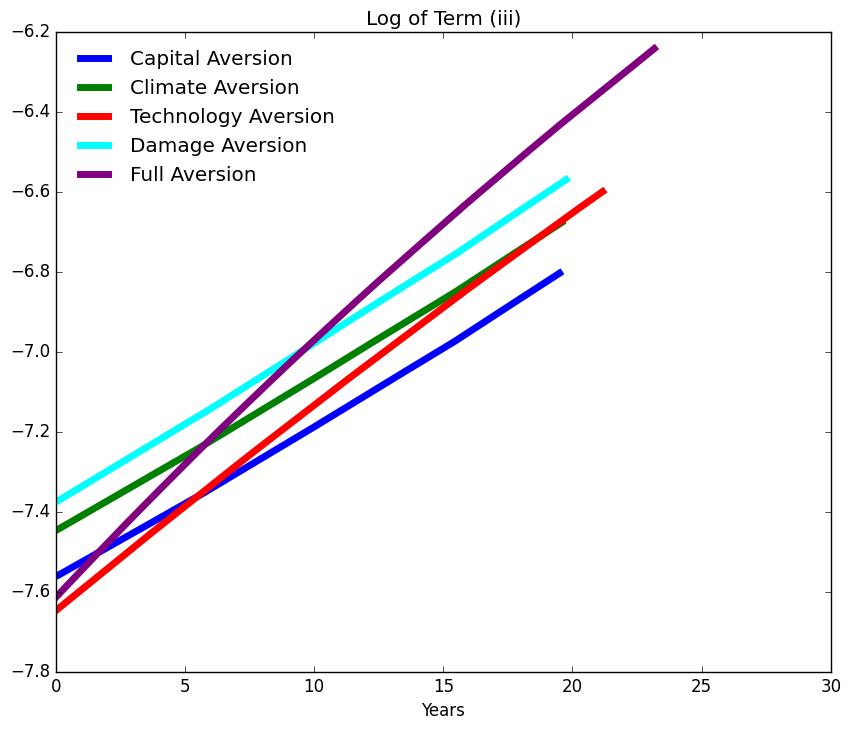 Log of Term (iii)
−6.2
−6.4
−6.6
−6.8
−7.0
−7.2
−7.4
−7.6
−7.8
Capital Aversion
Climate Aversion
Technology Aversion
Damage Aversion
Full Aversion
0 5 10 15 20 25 30
Years